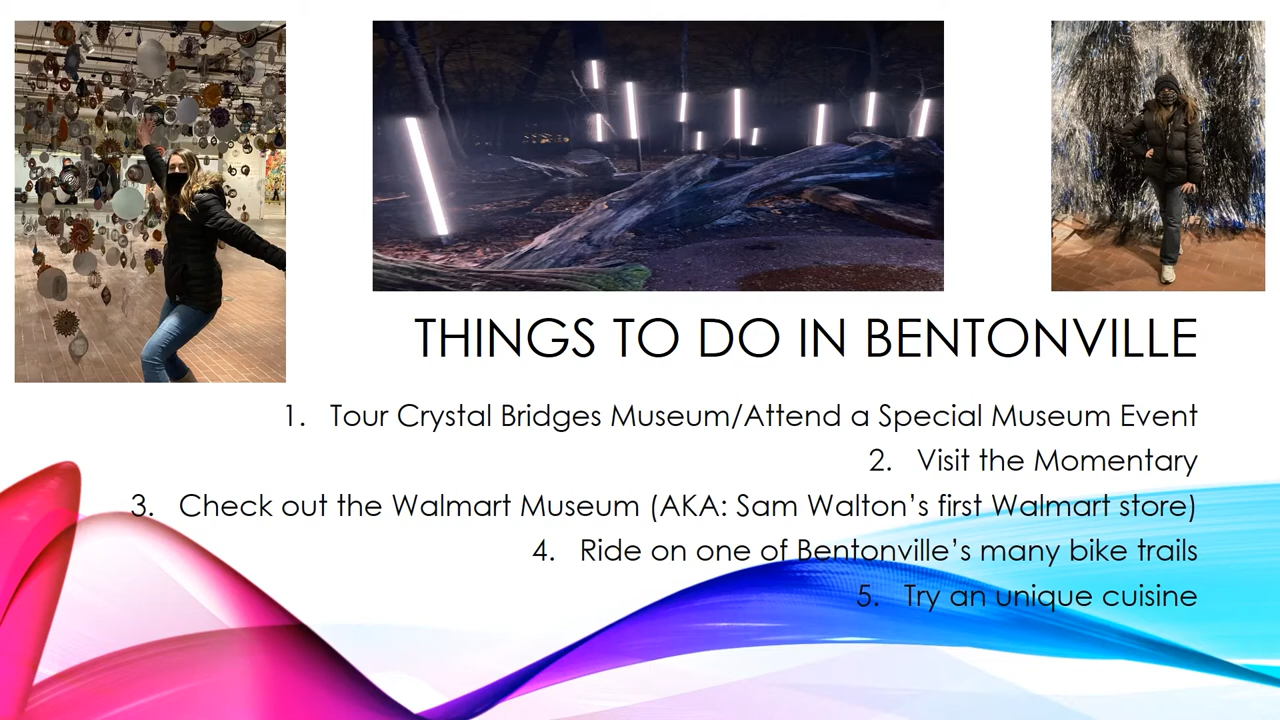 THINGS TO DO IN BENTONVILLE
1. Tour Crystal Bridges Museum/Attend a Special Museum Event
2. Visit the Momentary
3. Check out the Walmart Museum (AKA: Sam Walton’s first Walmart store)
4. Ride on one of Bentonville’s many bike trails
5. Try an unique cuisine